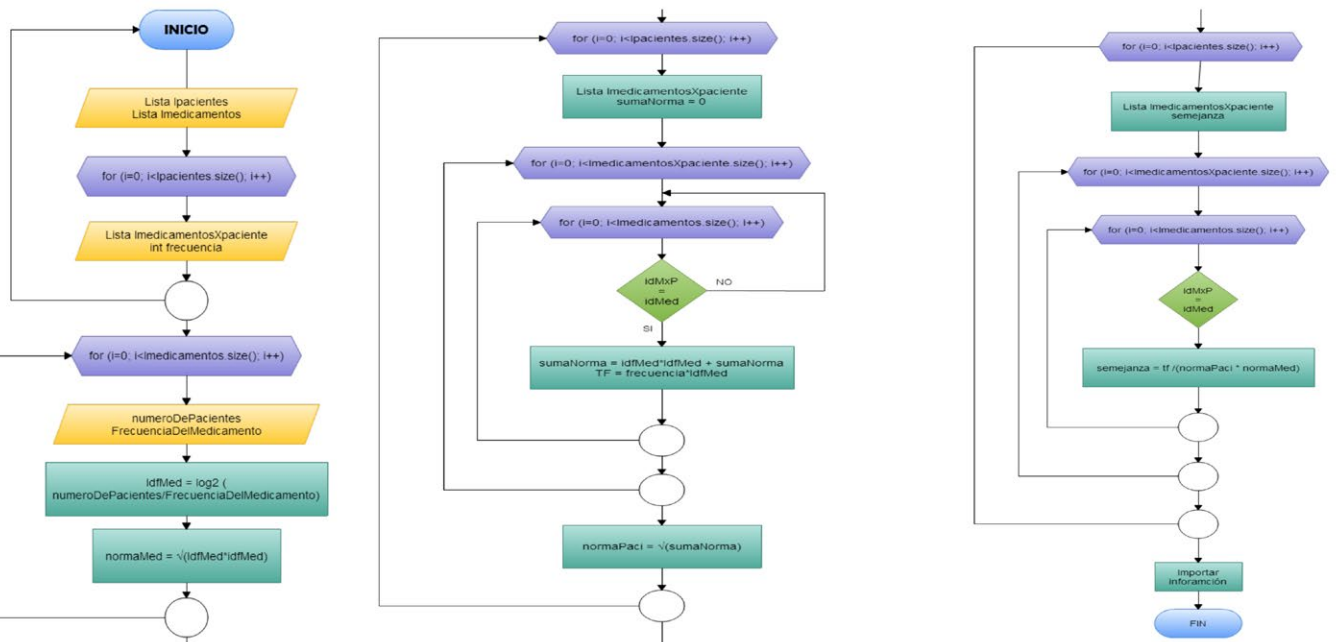 INICIO
Lista lpacientes
Lista lmedicamentos
for (i=0; i<lpacientes.size(); i++)
Lista lmedicamentosXpaciente
int frecuencia
for (i=0; i<lmedicamentos.size(); i++)
numeroDePacientes
FrecuenciaDelMedicamento
IdfMed = log2 (
numeroDePacientes/FrecuenciaDelMedicamento)
normaMed = √(IdfMed*idfMed)
for (i=0; i<lpacientes.size(); i++)
Lista lmedicamentosXpaciente
sumaNorma = 0
for (i=0; i<lmedicamentosXpaciente.size(); i++)
for (i=0; i<lmedicamentos.size(); i++)
idMxP
=
idMed
NO
SI
sumaNorma = idfMed*IdfMed + sumaNorma
TF = frecuencia*IdfMed
normaPaci = √(sumaNorma)
for (i=0; i<lpacientes.size(); i++)
Lista lmedicamentosXpaciente
semejanza
for (i=0; i<lmedicamentosXpaciente.size(); i++)
for (i=0; i<lmedicamentos.size(); i++)
idMxP
=
idMed
semejanza = tf /(normaPaci * normaMed)
Importar
Inforamción
FIN